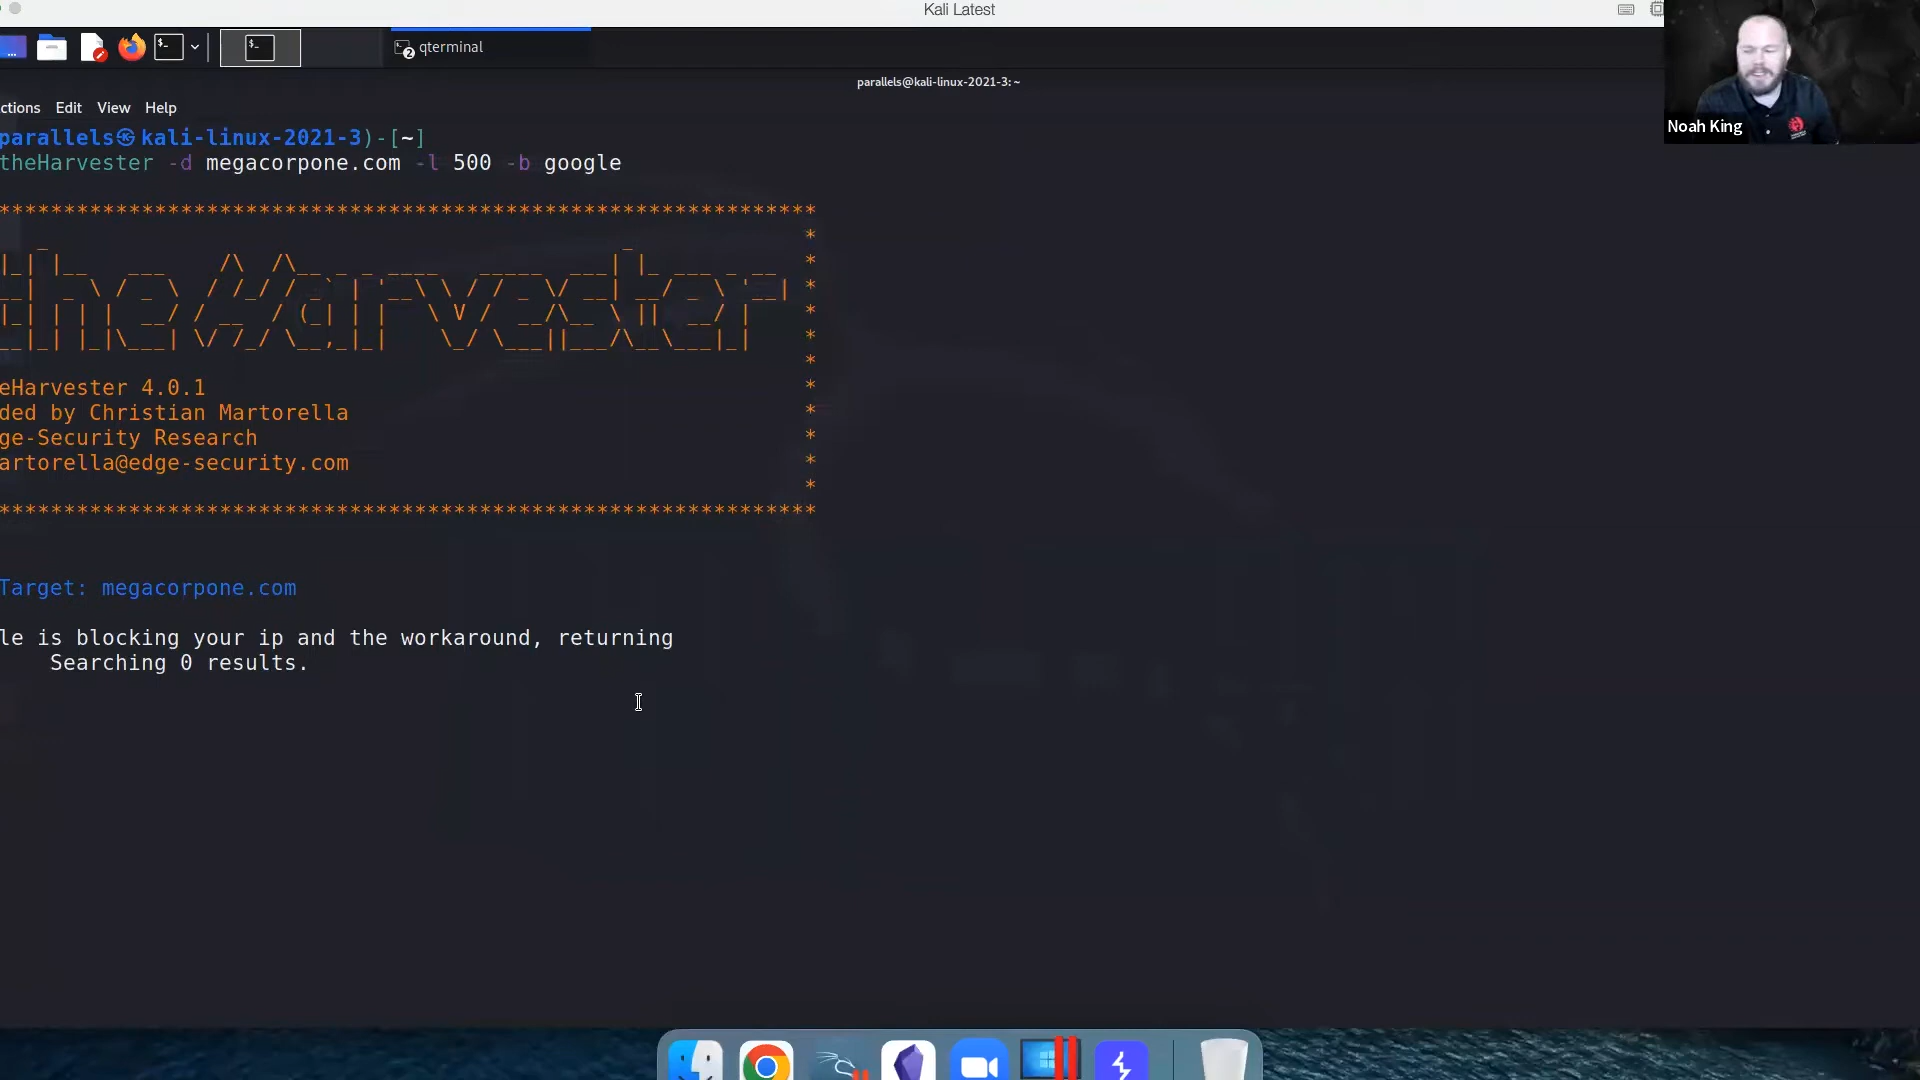 Kali Latest
qterminal
parallels@kali-linux-2021-3: ~
Noah King
ctions Edit View Help
parallels㉿kali-linux-2021-3)-[~]
theHarvester -d megacorpone.com -l 500 -b google
*******************************************************************
theHarvester
eHarvester 4.0.1
ded by Christian Martorella
ge-Security Research
artorella@edge-security.com
*******************************************************************
Target: megacorpone.com
le is blocking your ip and the workaround, returning
Searching 0 results.